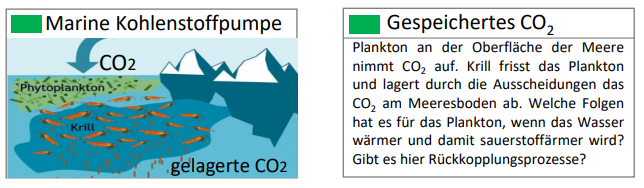 Marine Kohlenstoffpumpe
CO2
Phytoplankton
Krill
gelagerte CO2
Gespeichertes CO₂
Plankton an der Oberfläche der Meere
nimmt CO₂ auf. Krill frisst das Plankton
und lagert durch die Ausscheidungen das
CO₂ am Meeresboden ab. Welche Folgen
hat es für das Plankton, wenn das Wasser
wärmer und damit sauerstoffärmer wird?
Gibt es hier Rückkopplungsprozesse?